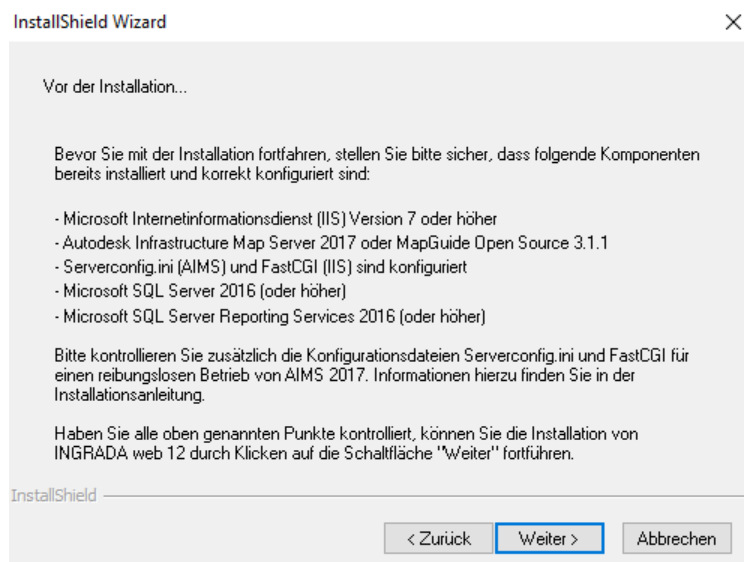 InstallShield Wizard
Vor der Installation...
Bevor Sie mit der Installation fortfahren, stellen Sie bitte sicher, dass folgende Komponenten
bereits installiert und korrekt konfiguriert sind:
- Microsoft Internetinformationsdienst (IIS) Version 7 oder höher
- Autodesk Infrastructure Map Server 2017 oder MapGuide Open Source 3.1.1
- Serverconfig.ini (AIMS) und FastCGI (IIS) sind konfiguriert
- Microsoft SQL Server 2016 (oder höher)
- Microsoft SQL Server Reporting Services 2016 (oder höher)
Bitte kontrollieren Sie zusätzlich die Konfigurationsdateien Serverconfig.ini und FastCGI für
einen reibungslosen Betrieb von AIMS 2017. Informationen hierzu finden Sie in der
Installationsanleitung.
Haben Sie alle oben genannten Punkte kontrolliert, können Sie die Installation von
INGRADA web 12 durch Klicken auf die Schaltfläche "Weiter" fortführen.
InstallShield
< Zurück Weiter > Abbrechen